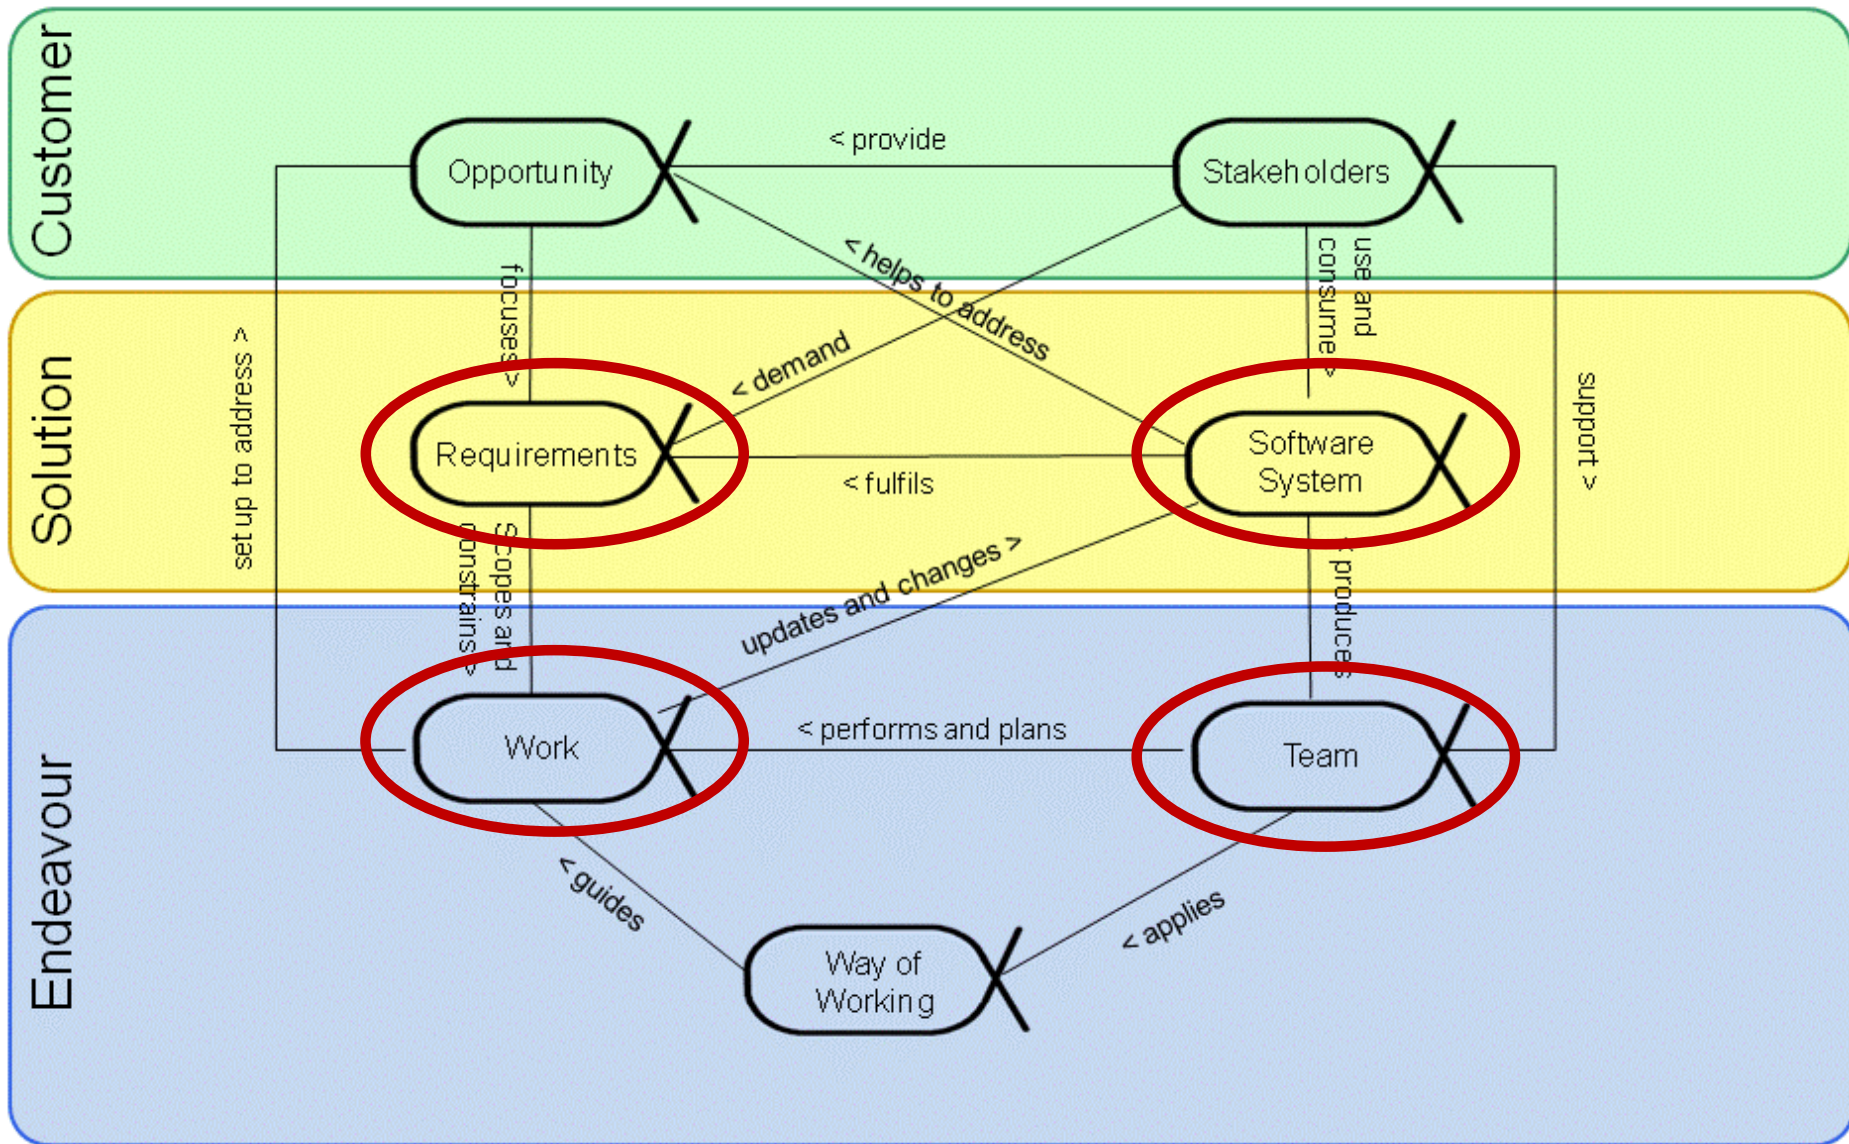 Customer
< provide
Opportunity
Stakeholders
< helps to address
use and
consume >
focuses >
Solution
set up to address >
< demand
support >
Requirements
Software
System
< fulfils
Scopes and
constrains >
updates and changes >
< produces
Endeavour
< performs and plans
Work
Team
< guides
< applies
Way of
Working